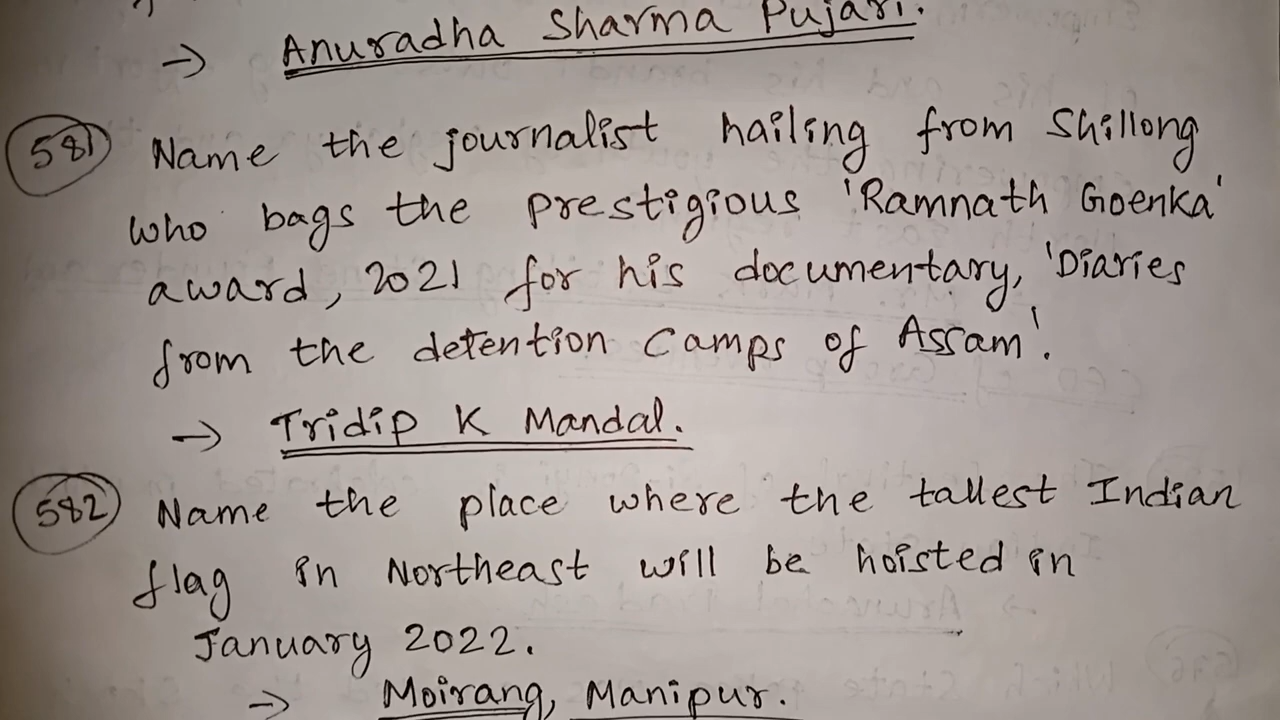 → Anuradha Sharma Pujari.
581 Name the journalist hailing from Shillong
who bags the prestigious 'Ramnath Goenka'
award, 2021 for his documentary, 'Diaries
from the detention camps of Assam'.
→ Tridip K Mandal.
582 Name the place where the tallest Indian
flag in Northeast will be hoisted in
January 2022.
→ Moirang, Manipur.